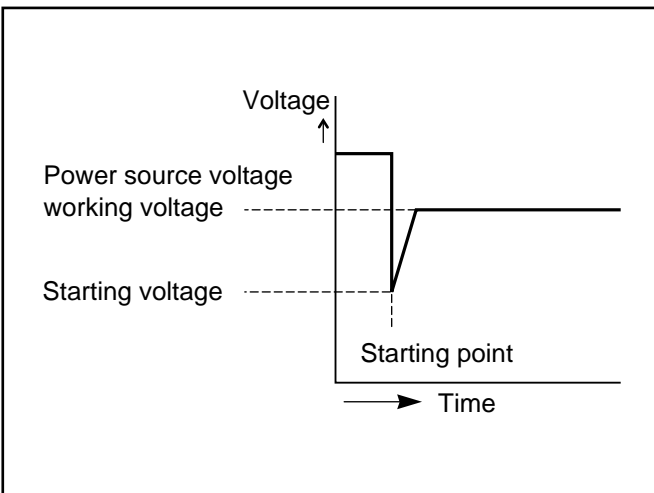 Voltage
Power source voltage
working voltage
Starting voltage
Starting point
Time